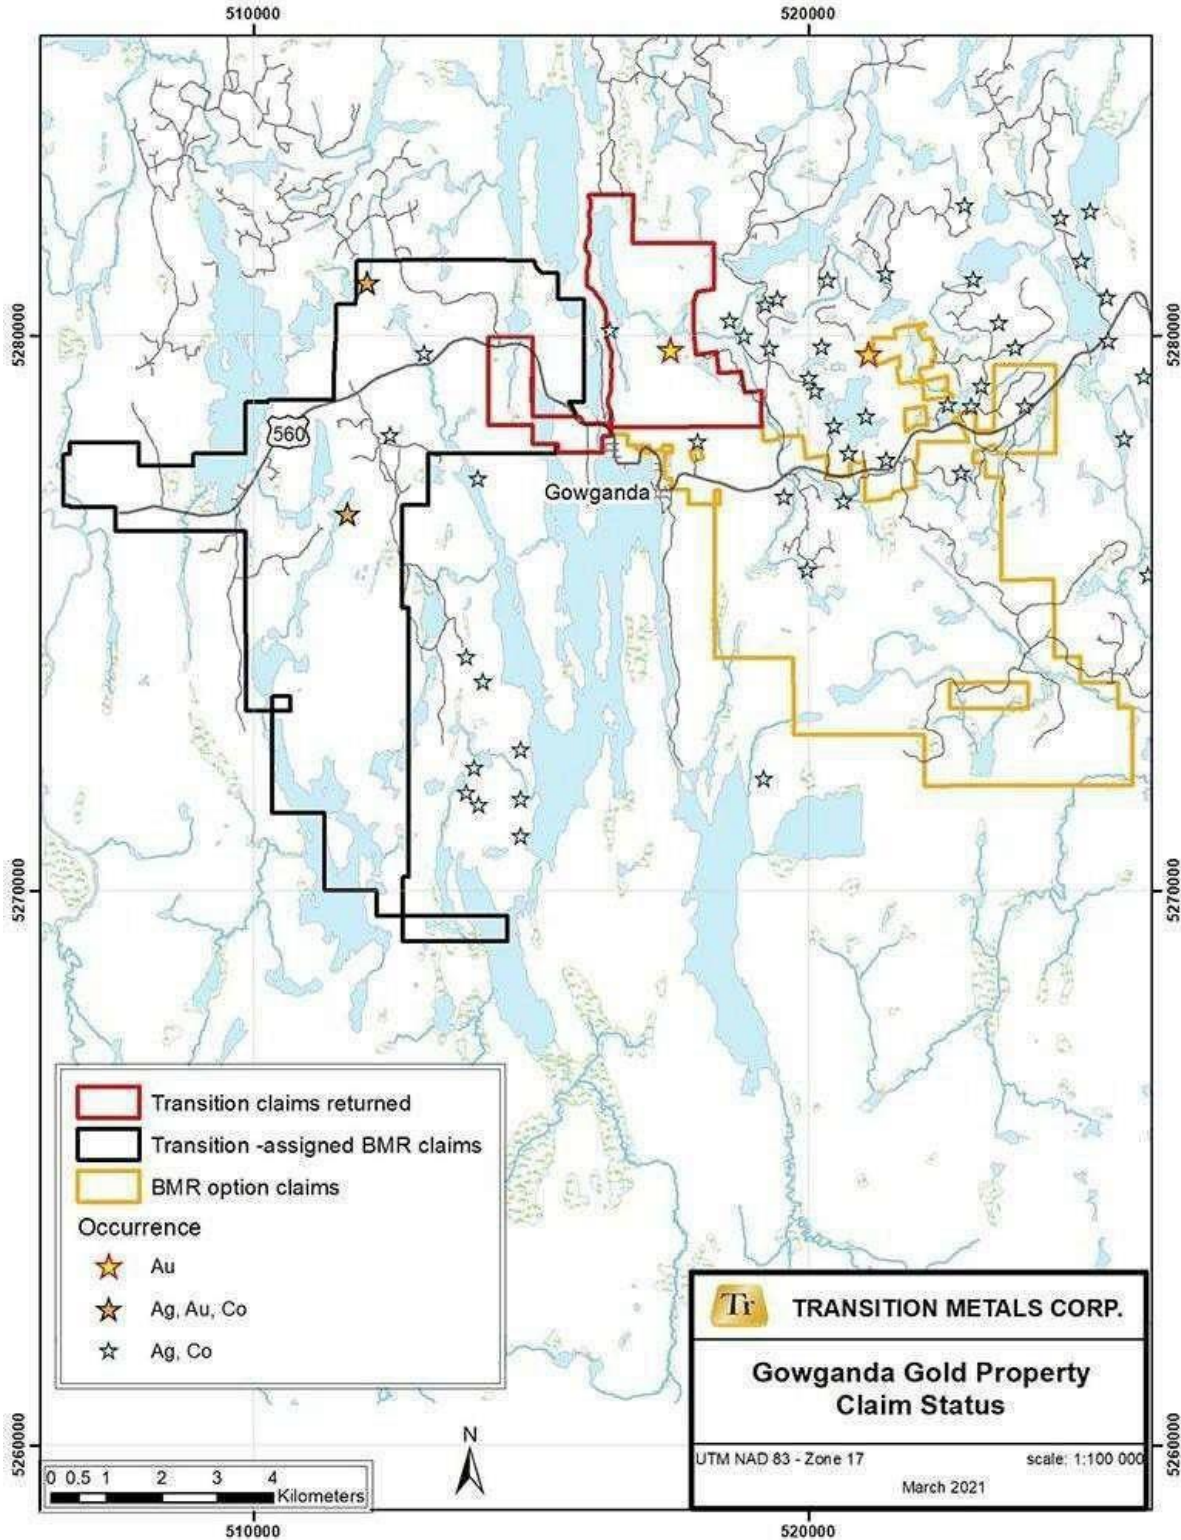 510000
520000
5280000
5280000
560
Gowganda
5270000
5270000
Transition claims returned
Transition -assigned BMR claims
BMR option claims
Occurrence
Au
Ag, Au, Co
Ag, Co
Tr
TRANSITION METALS CORP.
Gowganda Gold Property
Claim Status
UTM NAD 83 - Zone 17
scale: 1:100 000
March 2021
5260000
5260000
N
0 0.5 1 2 3 4
Kilometers
510000
520000